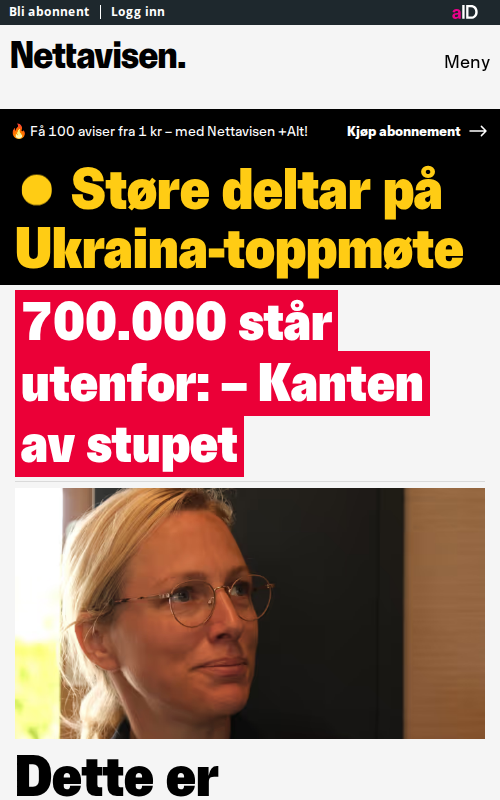 Bli abonnent | Logg inn
aID
Nettavisen.
Meny
🔥 Få 100 aviser fra 1 kr – med Nettavisen +Alt!
Kjøp abonnement →
● Støre deltar på
Ukraina-toppmøte
700.000 står
utenfor: – Kanten
av stupet
Dette er